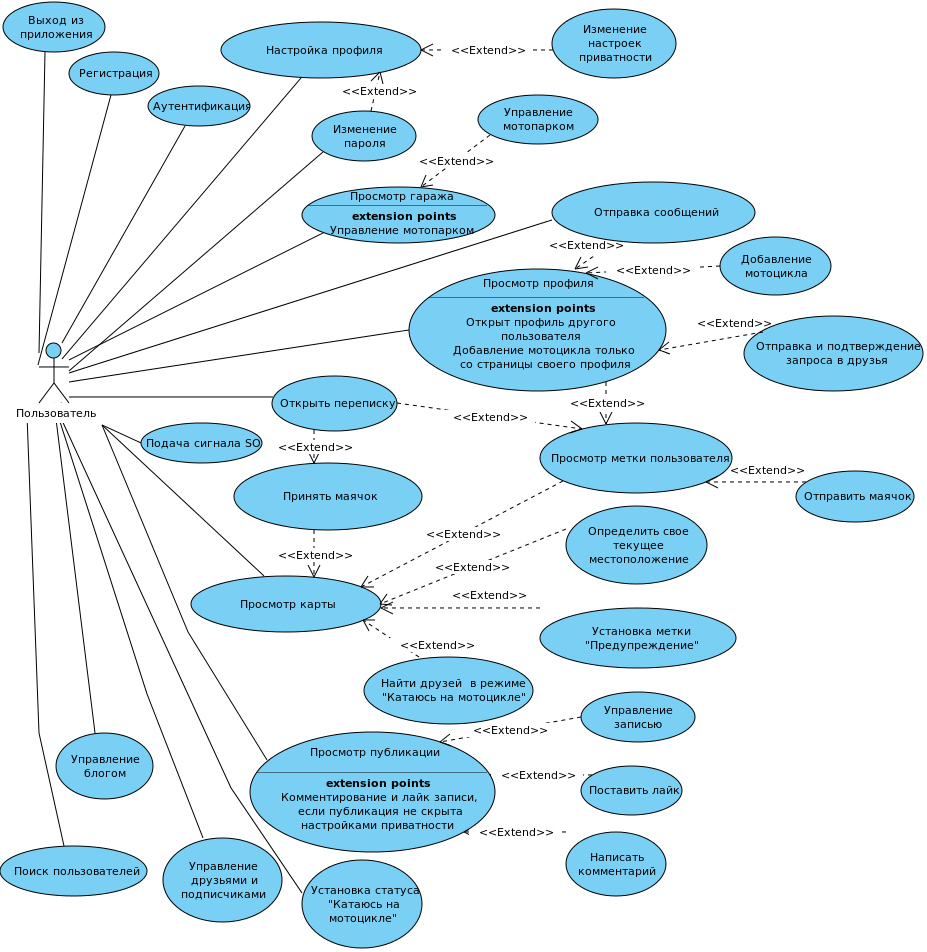 Выход из
приложения
Регистрация
Аутентификация
Настройка профиля
<<Extend>>
Изменение
настроек
приватности
<<Extend>>
Изменение
пароля
Управление
мотопарком
<<Extend>>
Просмотр гаража
extension points
Управление мотопарком
Отправка сообщений
<<Extend>>
<<Extend>>
Добавление
мотоцикла
Просмотр профиля
extension points
Открыт профиль другого
пользователя
Добавление мотоцикла только
со страницы своего профиля
<<Extend>>
Отправка и подтверждение
запроса в друзья
Пользователь
Открыть переписку
<<Extend>>
<<Extend>>
Подача сигнала SO
<<Extend>>
Просмотр метки пользователя
<<Extend>>
Принять маячок
Отправить маячок
<<Extend>>
Определить свое
текущее
местоположение
<<Extend>>
<<Extend>>
<<Extend>>
Просмотр карты
Установка метки
"Предупреждение"
<<Extend>>
Найти друзей  в режиме
"Катаюсь на мотоцикле"
Управление
записью
<<Extend>>
Просмотр публикации
extension points
Комментирование и лайк записи,
если публикация не скрыта
настройками приватности
<<Extend>>
Поставить лайк
<<Extend>>
Написать
комментарий
Управление
блогом
Поиск пользователей
Управление
друзьями и
подписчиками
Установка статуса
"Катаюсь на
мотоцикле"